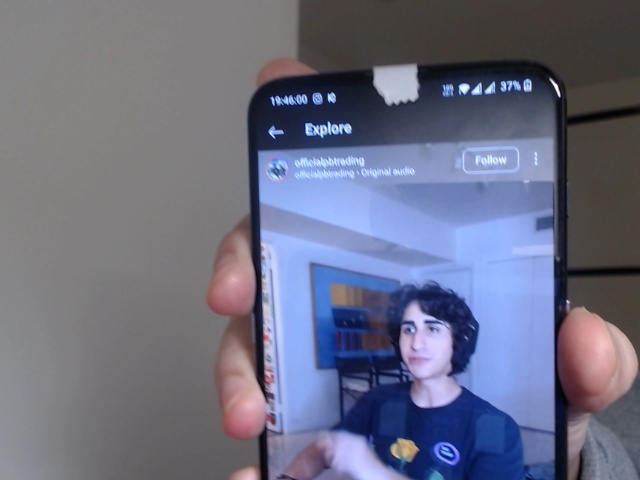 19:46:00
37%
Explore
officialpbtrading
Follow
officialpbtrading • Original audio